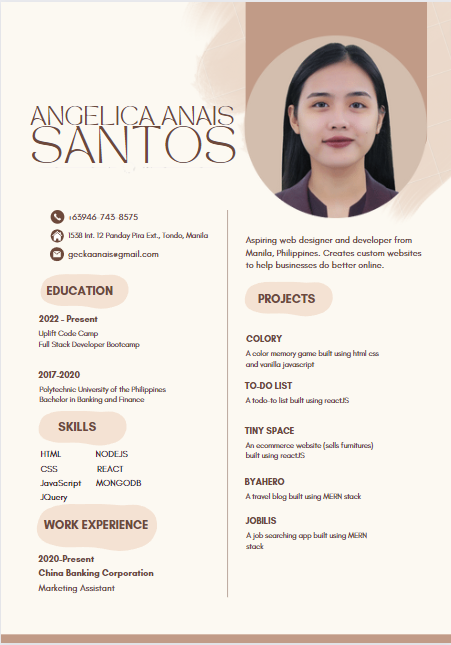 ANGELICA ANAIS
SANTOS
+63946-743-8575
1538 Int. 12 Panday Pira Ext., Tondo, Manila
geckaanais@gmail.com
EDUCATION
2022 - Present
Uplift Code Camp
Full Stack Developer Bootcamp
2017-2020
Polytechnic University of the Philippines
Bachelor in Banking and Finance
SKILLS
HTML NODEJS
CSS REACT
JavaScript MONGODB
JQuery
WORK EXPERIENCE
2020-Present
China Banking Corporation
Marketing Assistant
Aspiring web designer and developer from
Manila, Philippines. Creates custom websites
to help businesses do better online.
PROJECTS
COLORY
A color memory game built using html css
and vanilla javascript
TO-DO LIST
A todo-to list built using reactJS
TINY SPACE
An ecommerce website (sells furnitures)
built using reactJS
BYAHERO
A travel blog built using MERN stack
JOBILIS
A job searching app built using MERN
stack